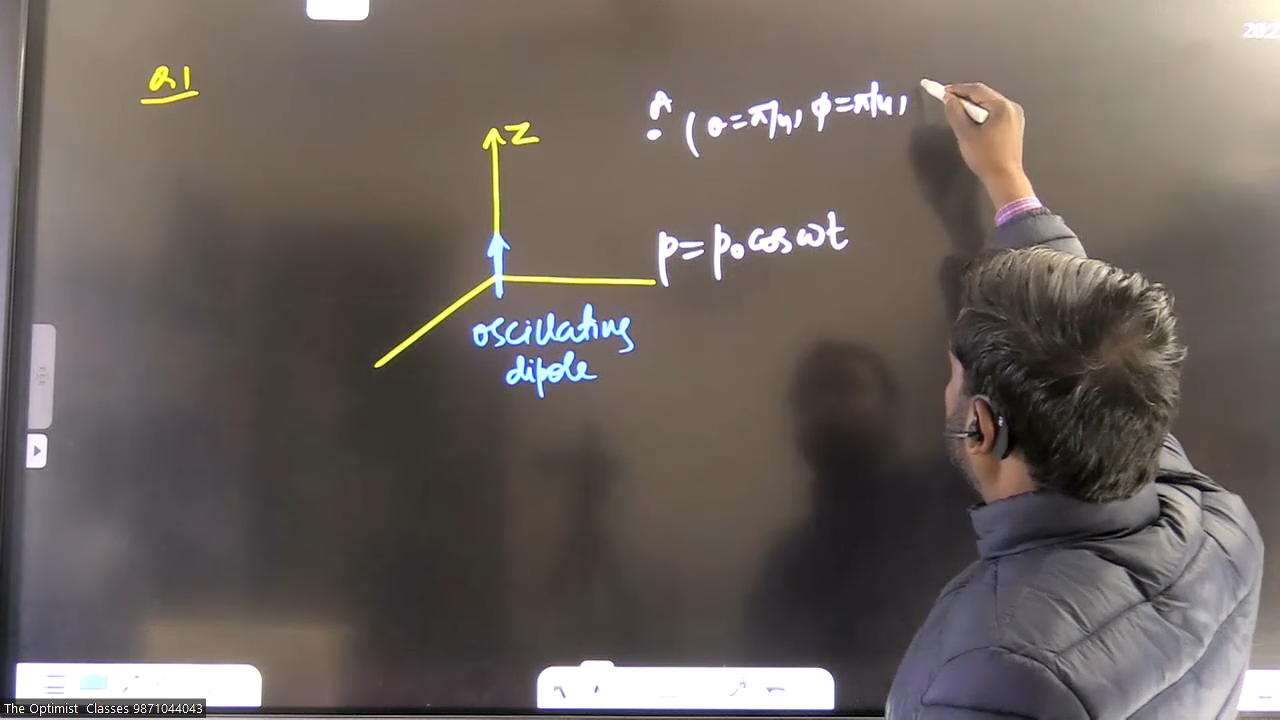 Q1
Z
A
(θ=π/4, φ=π/4,
p=p₀cosωt
oscillating
dipole
The Optimist Classes 9871044043